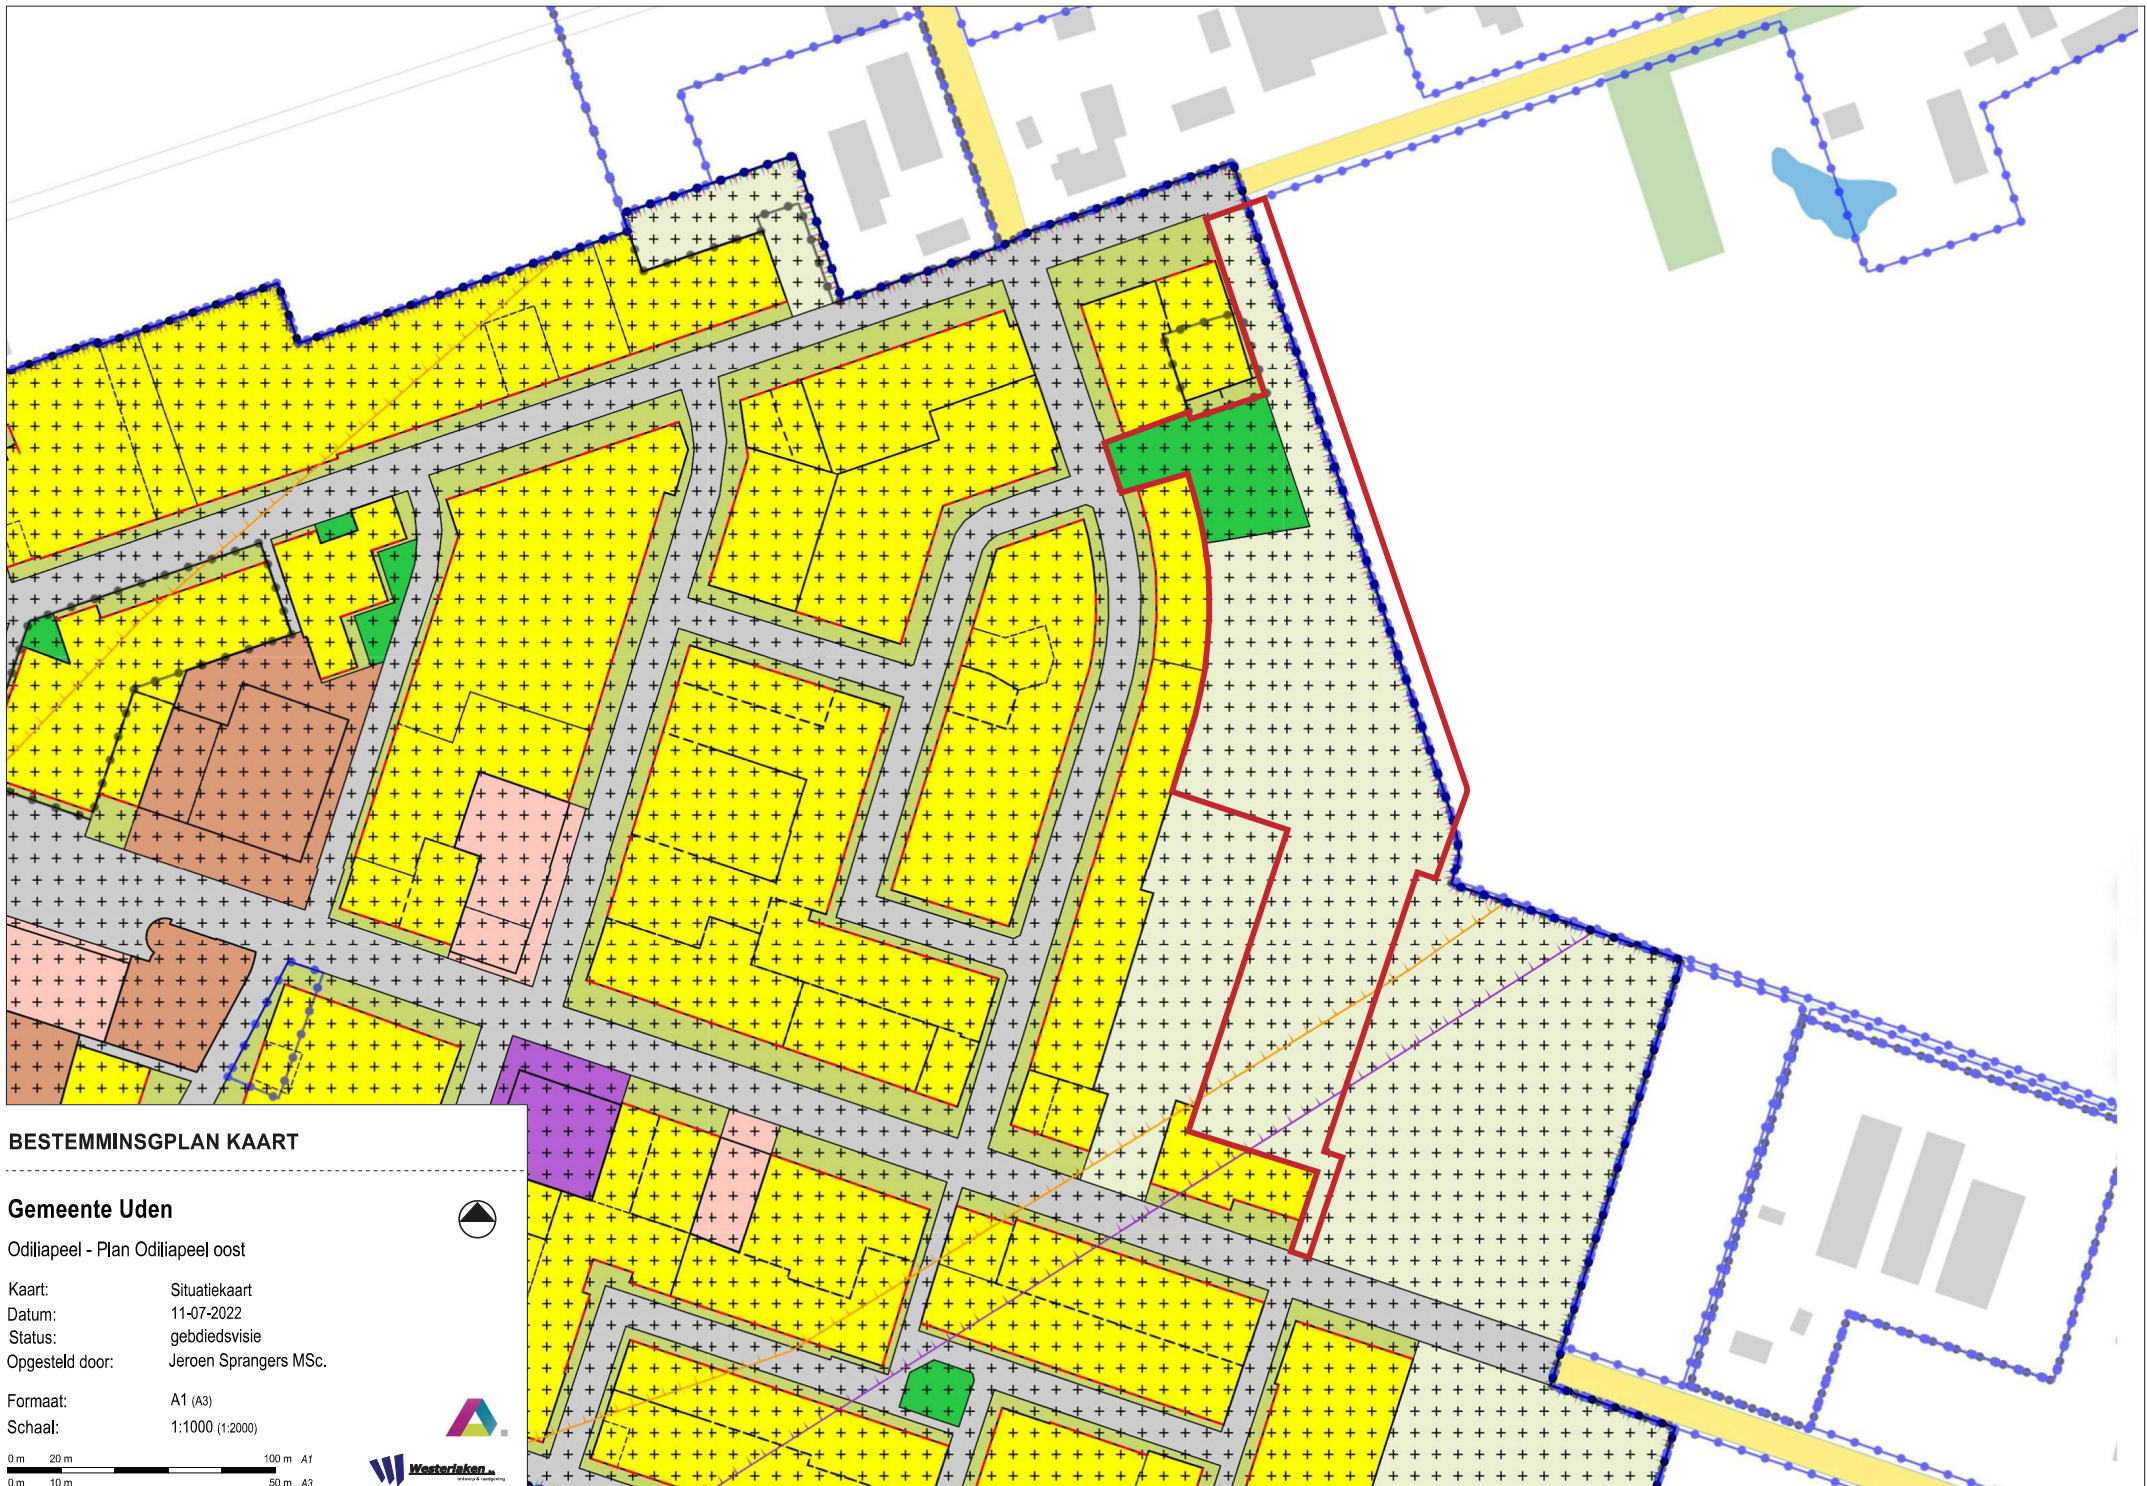 BESTEMMINSGPLAN KAART
Gemeente Uden
Odiliapeel - Plan Odiliapeel oost
Kaart: Situatiekaart
Datum: 11-07-2022
Status: gebdiedsvisie
Opgesteld door: Jeroen Sprangers MSc.
Formaat: A1 (A3)
Schaal: 1:1000 (1:2000)
0 m 20 m 100 m A1
0 m 10 m 50 m A3
Westerlaken